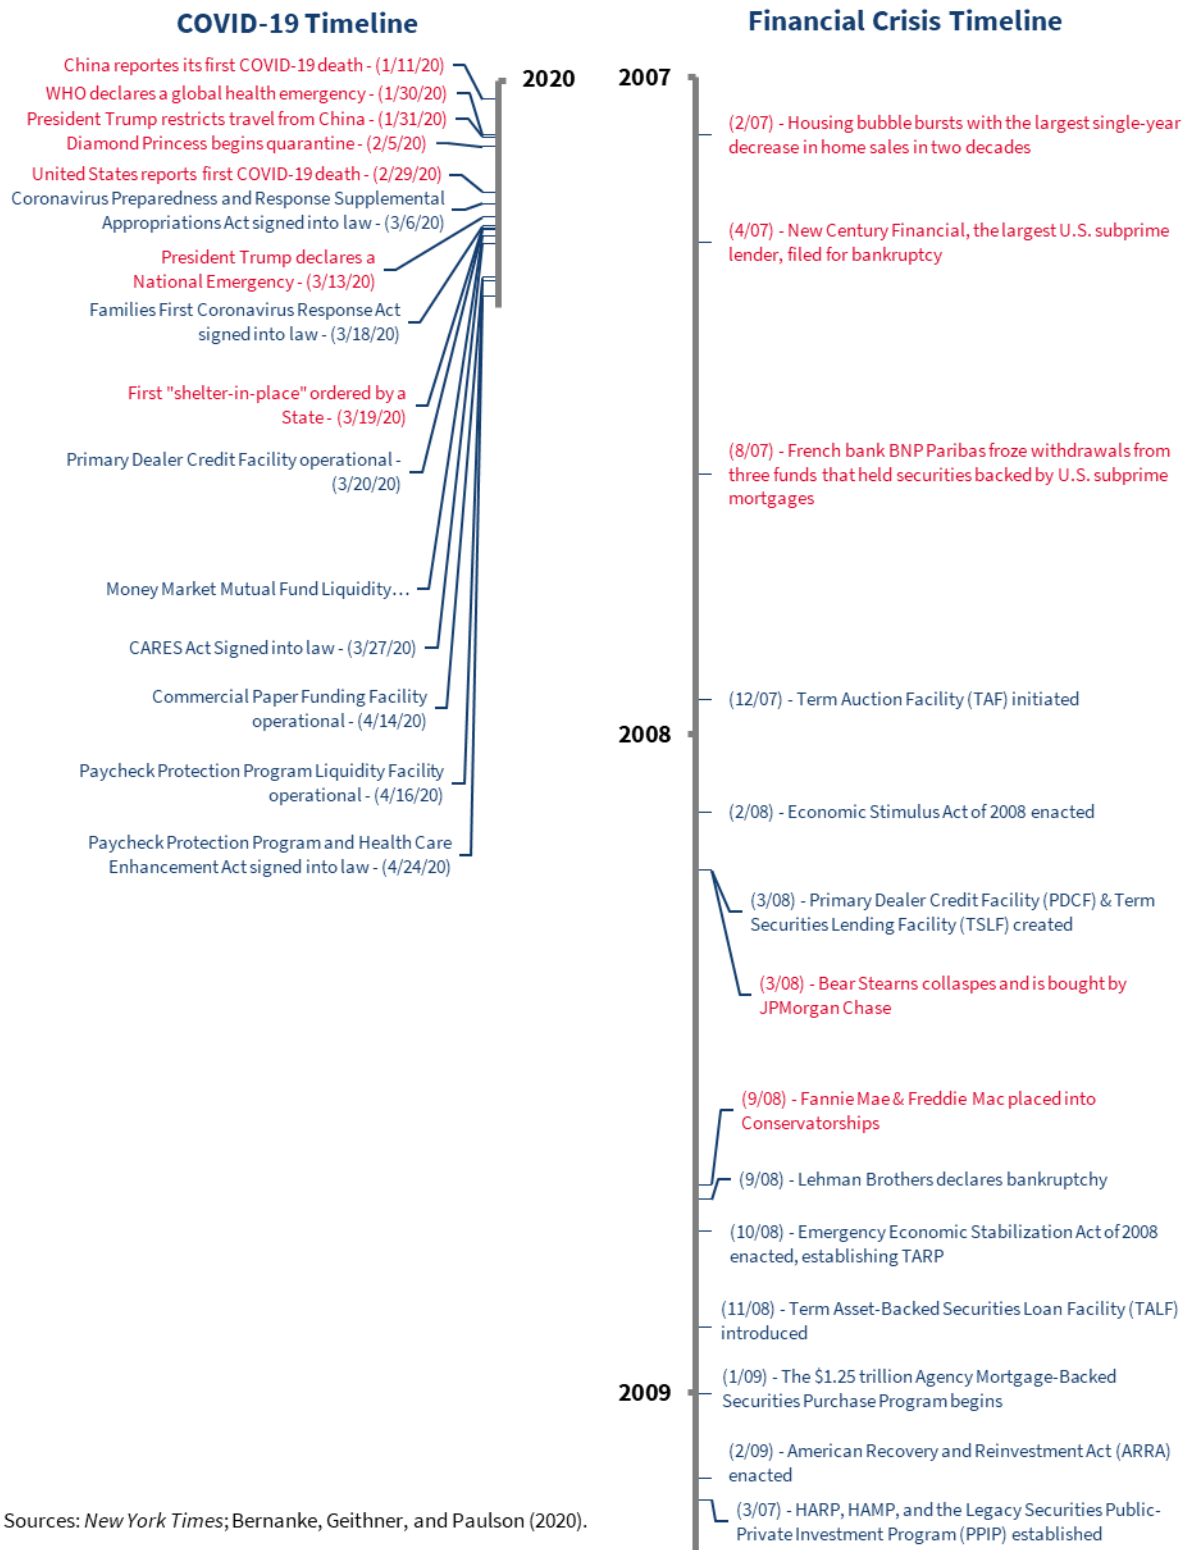 COVID-19 Timeline
China reportes its first COVID-19 death - (1/11/20)
WHO declares a global health emergency - (1/30/20)
President Trump restricts travel from China - (1/31/20)
Diamond Princess begins quarantine - (2/5/20)
United States reports first COVID-19 death - (2/29/20)
Coronavirus Preparedness and Response Supplemental
Appropriations Act signed into law - (3/6/20)
President Trump declares a
National Emergency - (3/13/20)
Families First Coronavirus Response Act
signed into law - (3/18/20)
First "shelter-in-place" ordered by a
State - (3/19/20)
Primary Dealer Credit Facility operational -
(3/20/20)
Money Market Mutual Fund Liquidity...
CARES Act Signed into law - (3/27/20)
Commercial Paper Funding Facility
operational - (4/14/20)
Paycheck Protection Program Liquidity Facility
operational - (4/16/20)
Paycheck Protection Program and Health Care
Enhancement Act signed into law - (4/24/20)
2020
Financial Crisis Timeline
2007
(2/07) - Housing bubble bursts with the largest single-year
decrease in home sales in two decades
(4/07) - New Century Financial, the largest U.S. subprime
lender, filed for bankruptcy
(8/07) - French bank BNP Paribas froze withdrawals from
three funds that held securities backed by U.S. subprime
mortgages
(12/07) - Term Auction Facility (TAF) initiated
2008
(2/08) - Economic Stimulus Act of 2008 enacted
(3/08) - Primary Dealer Credit Facility (PDCF) & Term
Securities Lending Facility (TSLF) created
(3/08) - Bear Stearns collaspes and is bought by
JPMorgan Chase
(9/08) - Fannie Mae & Freddie Mac placed into
Conservatorships
(9/08) - Lehman Brothers declares bankruptchy
(10/08) - Emergency Economic Stabilization Act of 2008
enacted, establishing TARP
(11/08) - Term Asset-Backed Securities Loan Facility (TALF)
introduced
2009
(1/09) - The $1.25 trillion Agency Mortgage-Backed
Securities Purchase Program begins
(2/09) - American Recovery and Reinvestment Act (ARRA)
enacted
(3/07) - HARP, HAMP, and the Legacy Securities Public-
Private Investment Program (PPIP) established
Sources: New York Times; Bernanke, Geithner, and Paulson (2020).